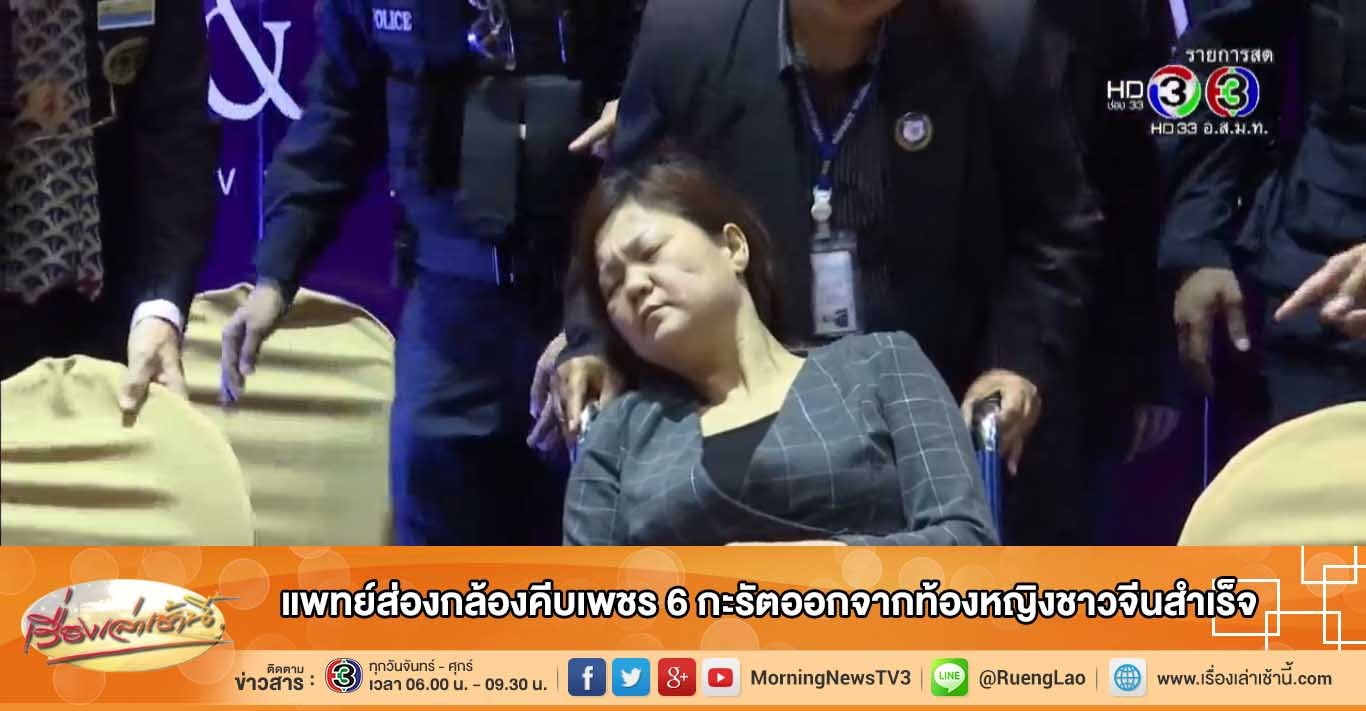 POLICE
&
รายการสด
HD 3 3
ช่อง 33
HD 33 อ.ส.ม.ท.
V
แพทย์ส่องกล้องคีบเพชร 6 กะรัตออกจากท้องหญิงชาวจีนสำเร็จ
เรื่องเล่าเช้านี้
ติดตาม
ข่าวสาร :
3
ทุกวันจันทร์ - ศุกร์
เวลา 06.00 น. - 09.30 น.
f g+ MorningNewsTV3 LINE @RuengLao www.เรื่องเล่าเช้านี้.com